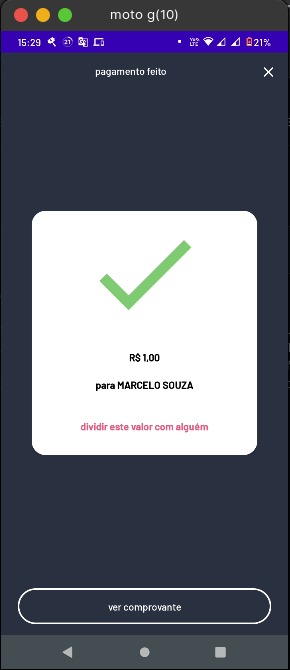 moto g(10)
15:29
27
21%
pagamento feito
R$ 1,00
para MARCELO SOUZA
dividir este valor com alguém
ver comprovante